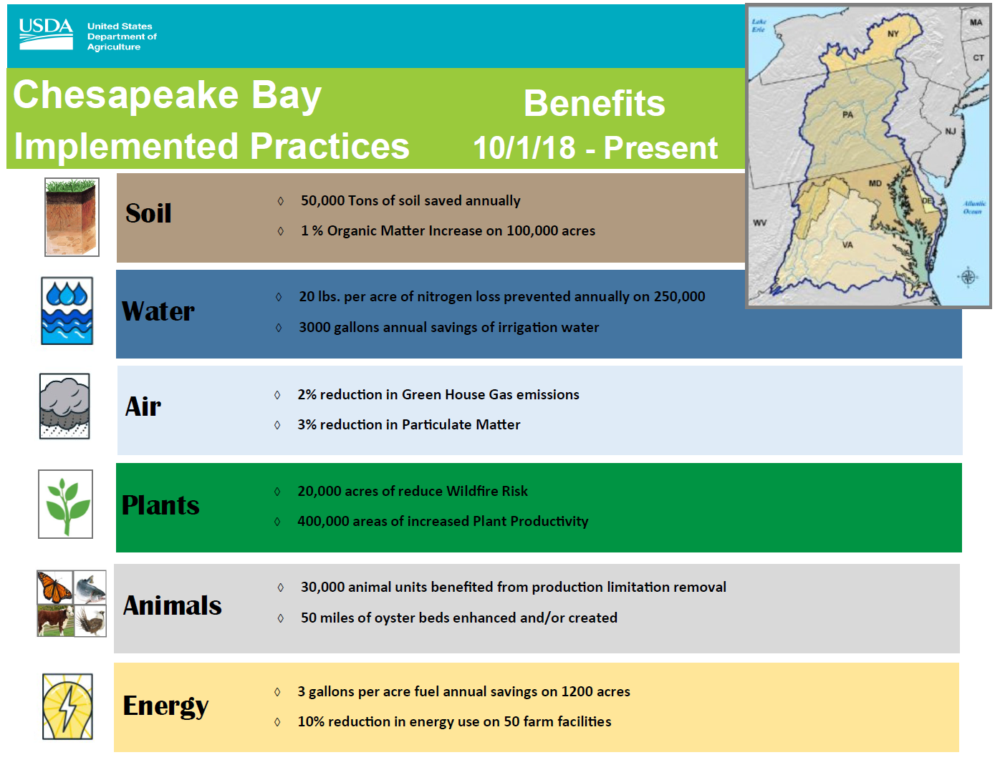 USDA
United States
Department of
Agriculture
Chesapeake Bay
Implemented Practices
Benefits
10/1/18 - Present
Lake
Erie
NY
MA
CT
PA
NJ
MD
DE
WV
VA
Atlantic
Ocean
Soil
◊ 50,000 Tons of soil saved annually
◊ 1 % Organic Matter Increase on 100,000 acres
Water
◊ 20 lbs. per acre of nitrogen loss prevented annually on 250,000
◊ 3000 gallons annual savings of irrigation water
Air
◊ 2% reduction in Green House Gas emissions
◊ 3% reduction in Particulate Matter
Plants
◊ 20,000 acres of reduce Wildfire Risk
◊ 400,000 areas of increased Plant Productivity
Animals
◊ 30,000 animal units benefited from production limitation removal
◊ 50 miles of oyster beds enhanced and/or created
Energy
◊ 3 gallons per acre fuel annual savings on 1200 acres
◊ 10% reduction in energy use on 50 farm facilities